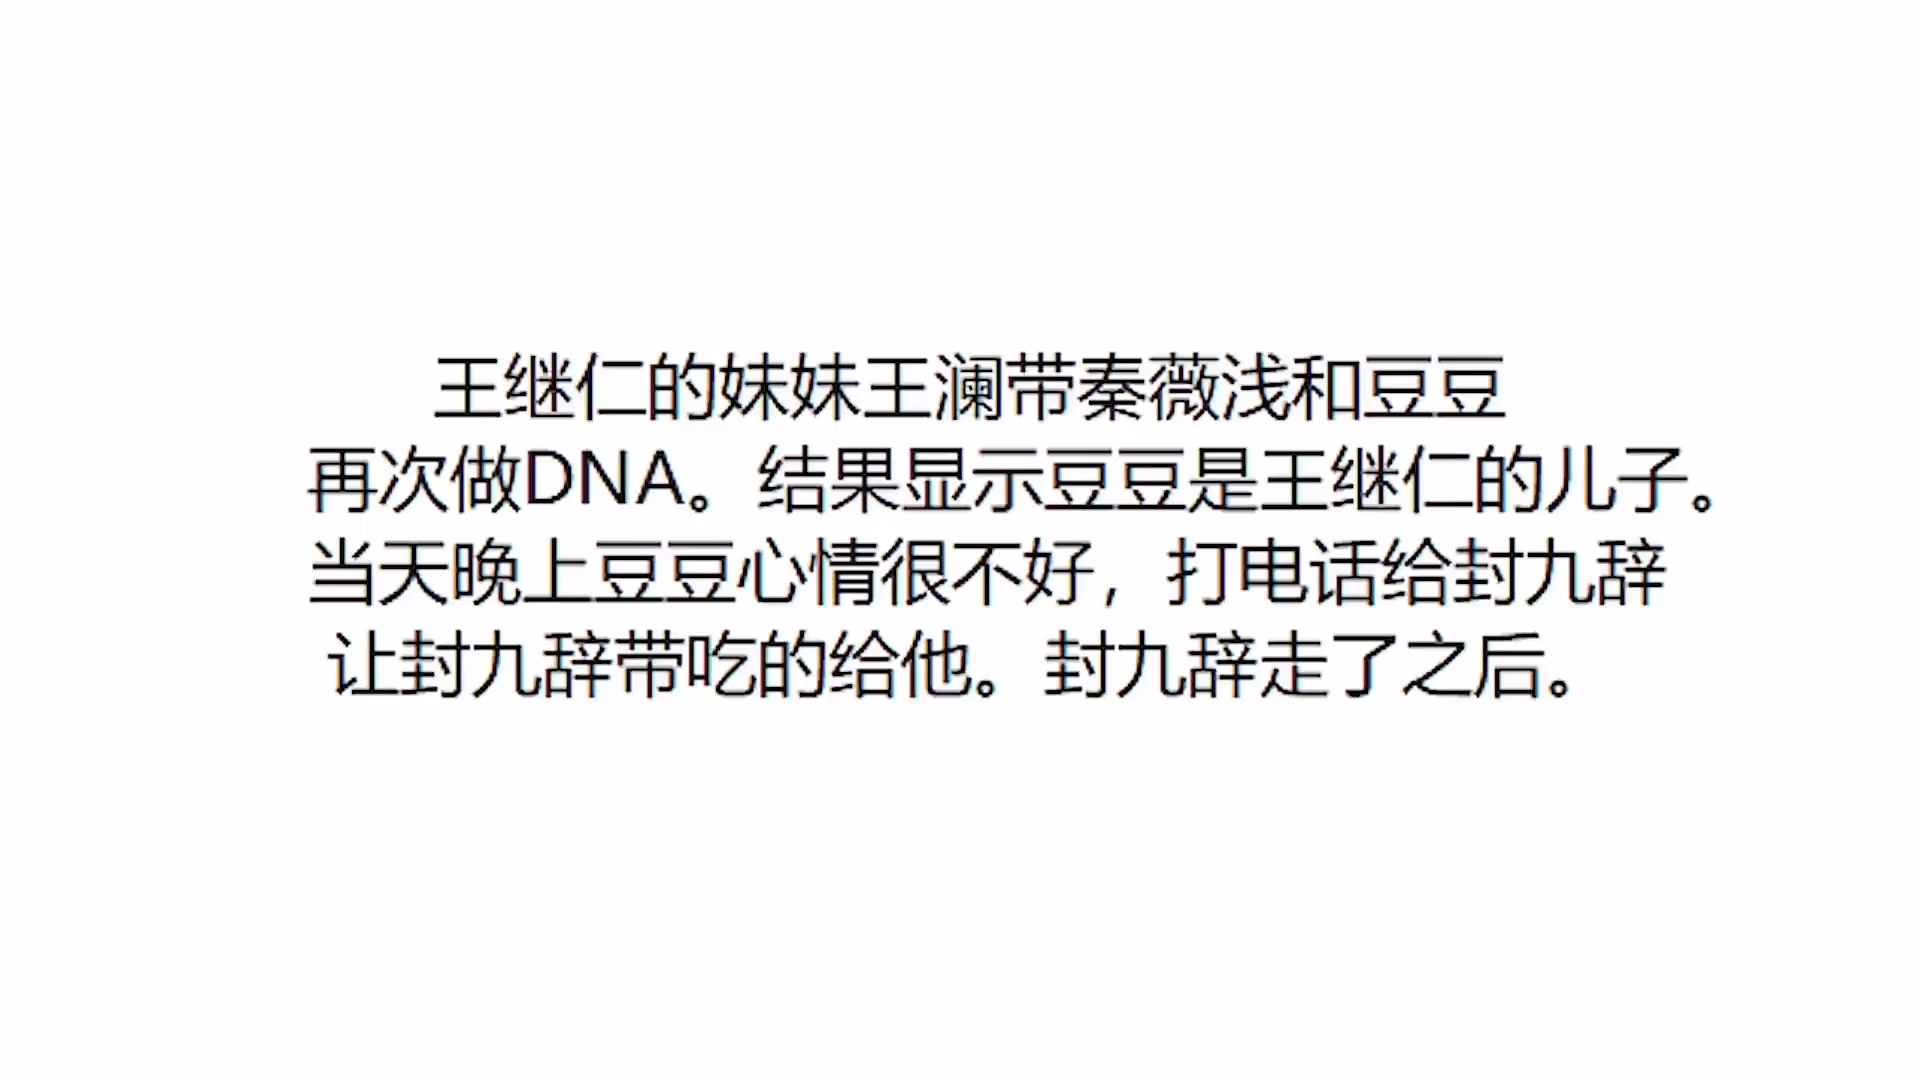 王继仁的妹妹王澜带秦薇浅和豆豆
再次做DNA。结果显示豆豆是王继仁的儿子。
当天晚上豆豆心情很不好，打电话给封九辞
让封九辞带吃的给他。封九辞走了之后。